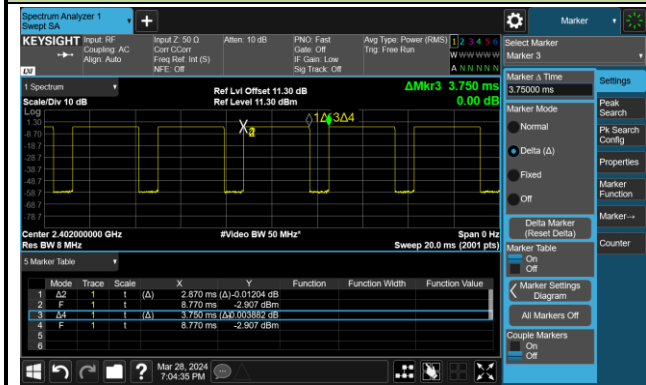 Spectrum Analyzer 1
Swept SA
+
Marker
KEYSIGHT
Input: RF
Coupling: AC
Align: Auto
Input Z: 50 Ω
Corr CCorr
Freq Ref: Int (S)
NFE: Off
Atten: 10 dB
PNO: Fast
Gate: Off
IF Gain: Low
Sig Track: Off
Avg Type: Power (RMS)
Trig: Free Run
1 2 3 4 5 6
W W W W W W
A N N N N N
LXI
Select Marker
Marker 3
1 Spectrum
Scale/Div 10 dB
Ref Lvl Offset 11.30 dB
Ref Level 11.30 dBm
ΔMkr3 3.750 ms
0.00 dB
Log
1.30
-8.70
-18.7
-28.7
-38.7
-48.7
-58.7
-68.7
-78.7
1Δ2
3Δ4
Center 2.402000000 GHz
Res BW 8 MHz
#Video BW 50 MHz*
Span 0 Hz
Sweep 20.0 ms (2001 pts)
5 Marker Table
Mode Trace Scale X Y Function Function Width Function Value
1 Δ2 1 t (Δ) 2.870 ms (Δ) -0.01204 dB
2 F 1 t 8.770 ms -2.907 dBm
3 Δ4 1 t (Δ) 3.750 ms (Δ) 0.003882 dB
4 F 1 t 8.770 ms -2.907 dBm
5
6
Marker Δ Time
3.75000 ms
Marker Mode
Normal
Delta (Δ)
Fixed
Off
Delta Marker
(Reset Delta)
Marker Table
On
Off
Marker Settings
Diagram
All Markers Off
Couple Markers
On
Off
Settings
Peak
Search
Pk Search
Config
Properties
Marker
Function
Marker→
Counter
?
Mar 28, 2024
7:04:35 PM